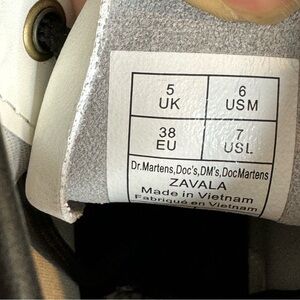 5 6
UK USM
38 7
EU USL
Dr.Martens,Doc's,DM's,DocMartens
ZAVALA
Made in Vietnam
Fabriqué en Vietnam